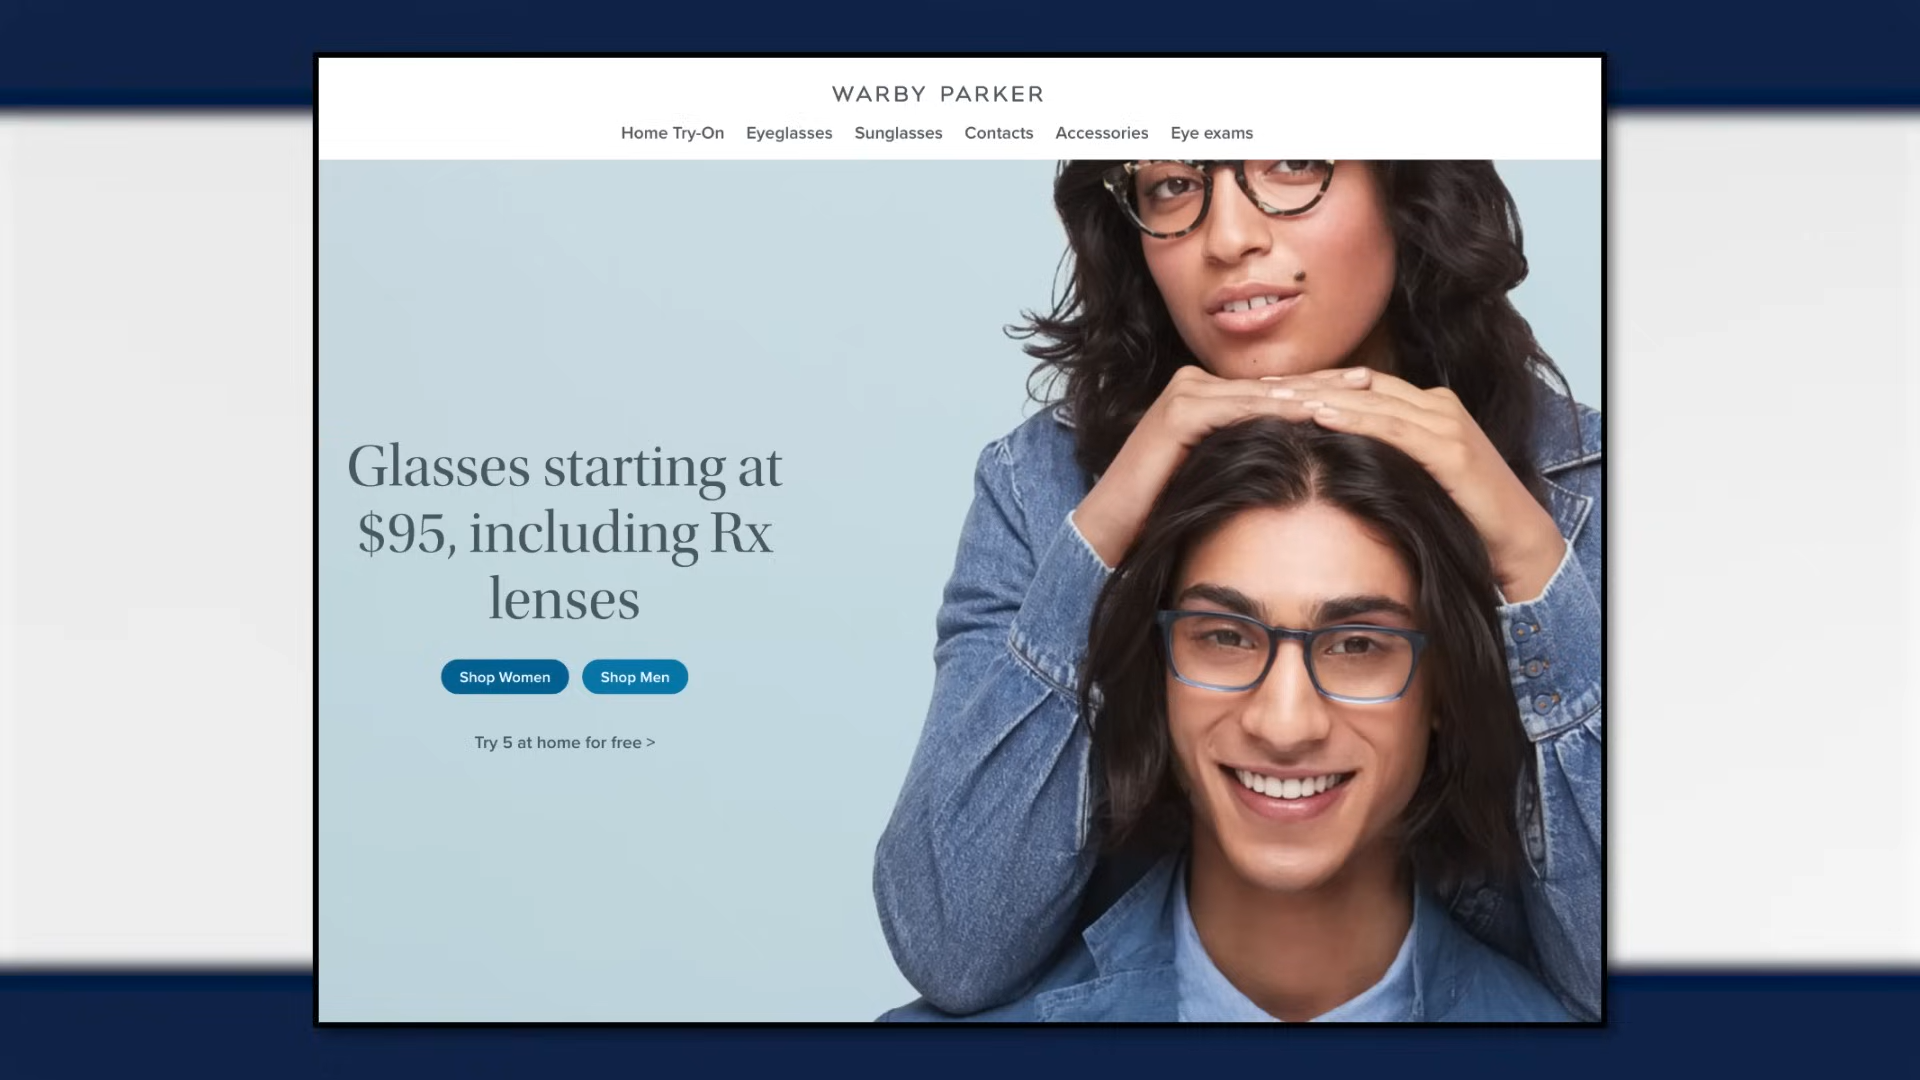 WARBY PARKER
Home Try-On Eyeglasses Sunglasses Contacts Accessories Eye exams
Glasses starting at
$95, including Rx
lenses
Shop Women Shop Men
Try 5 at home for free >